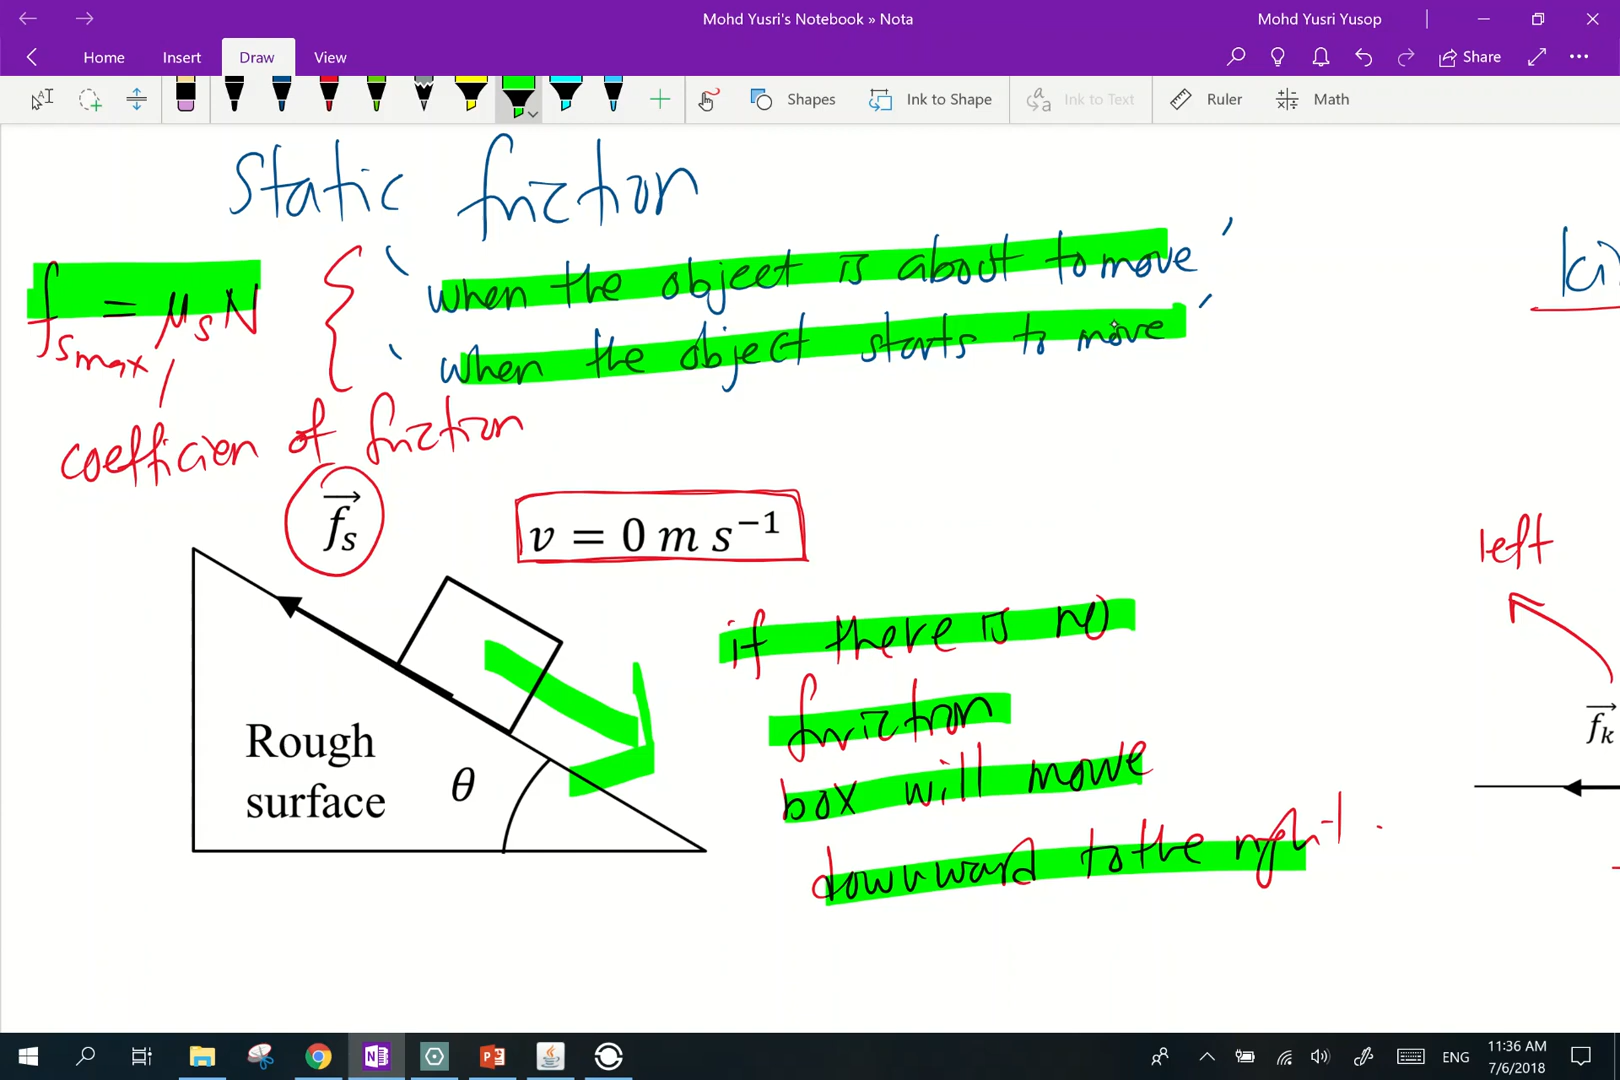 Mohd Yusri's Notebook » Nota
Mohd Yusri Yusop
Home Insert Draw View
Share
Shapes
Ink to Shape
Ink to Text
Ruler
Math
Static friction
f smax = μsN
' when the object is about to move '
' when the object starts to move '
coefficien of friction
fs
v = 0 m s⁻¹
Rough
surface
θ
if there is no
friction
box will move
downward to the right.
left
fk
ENG
11:36 AM
7/6/2018